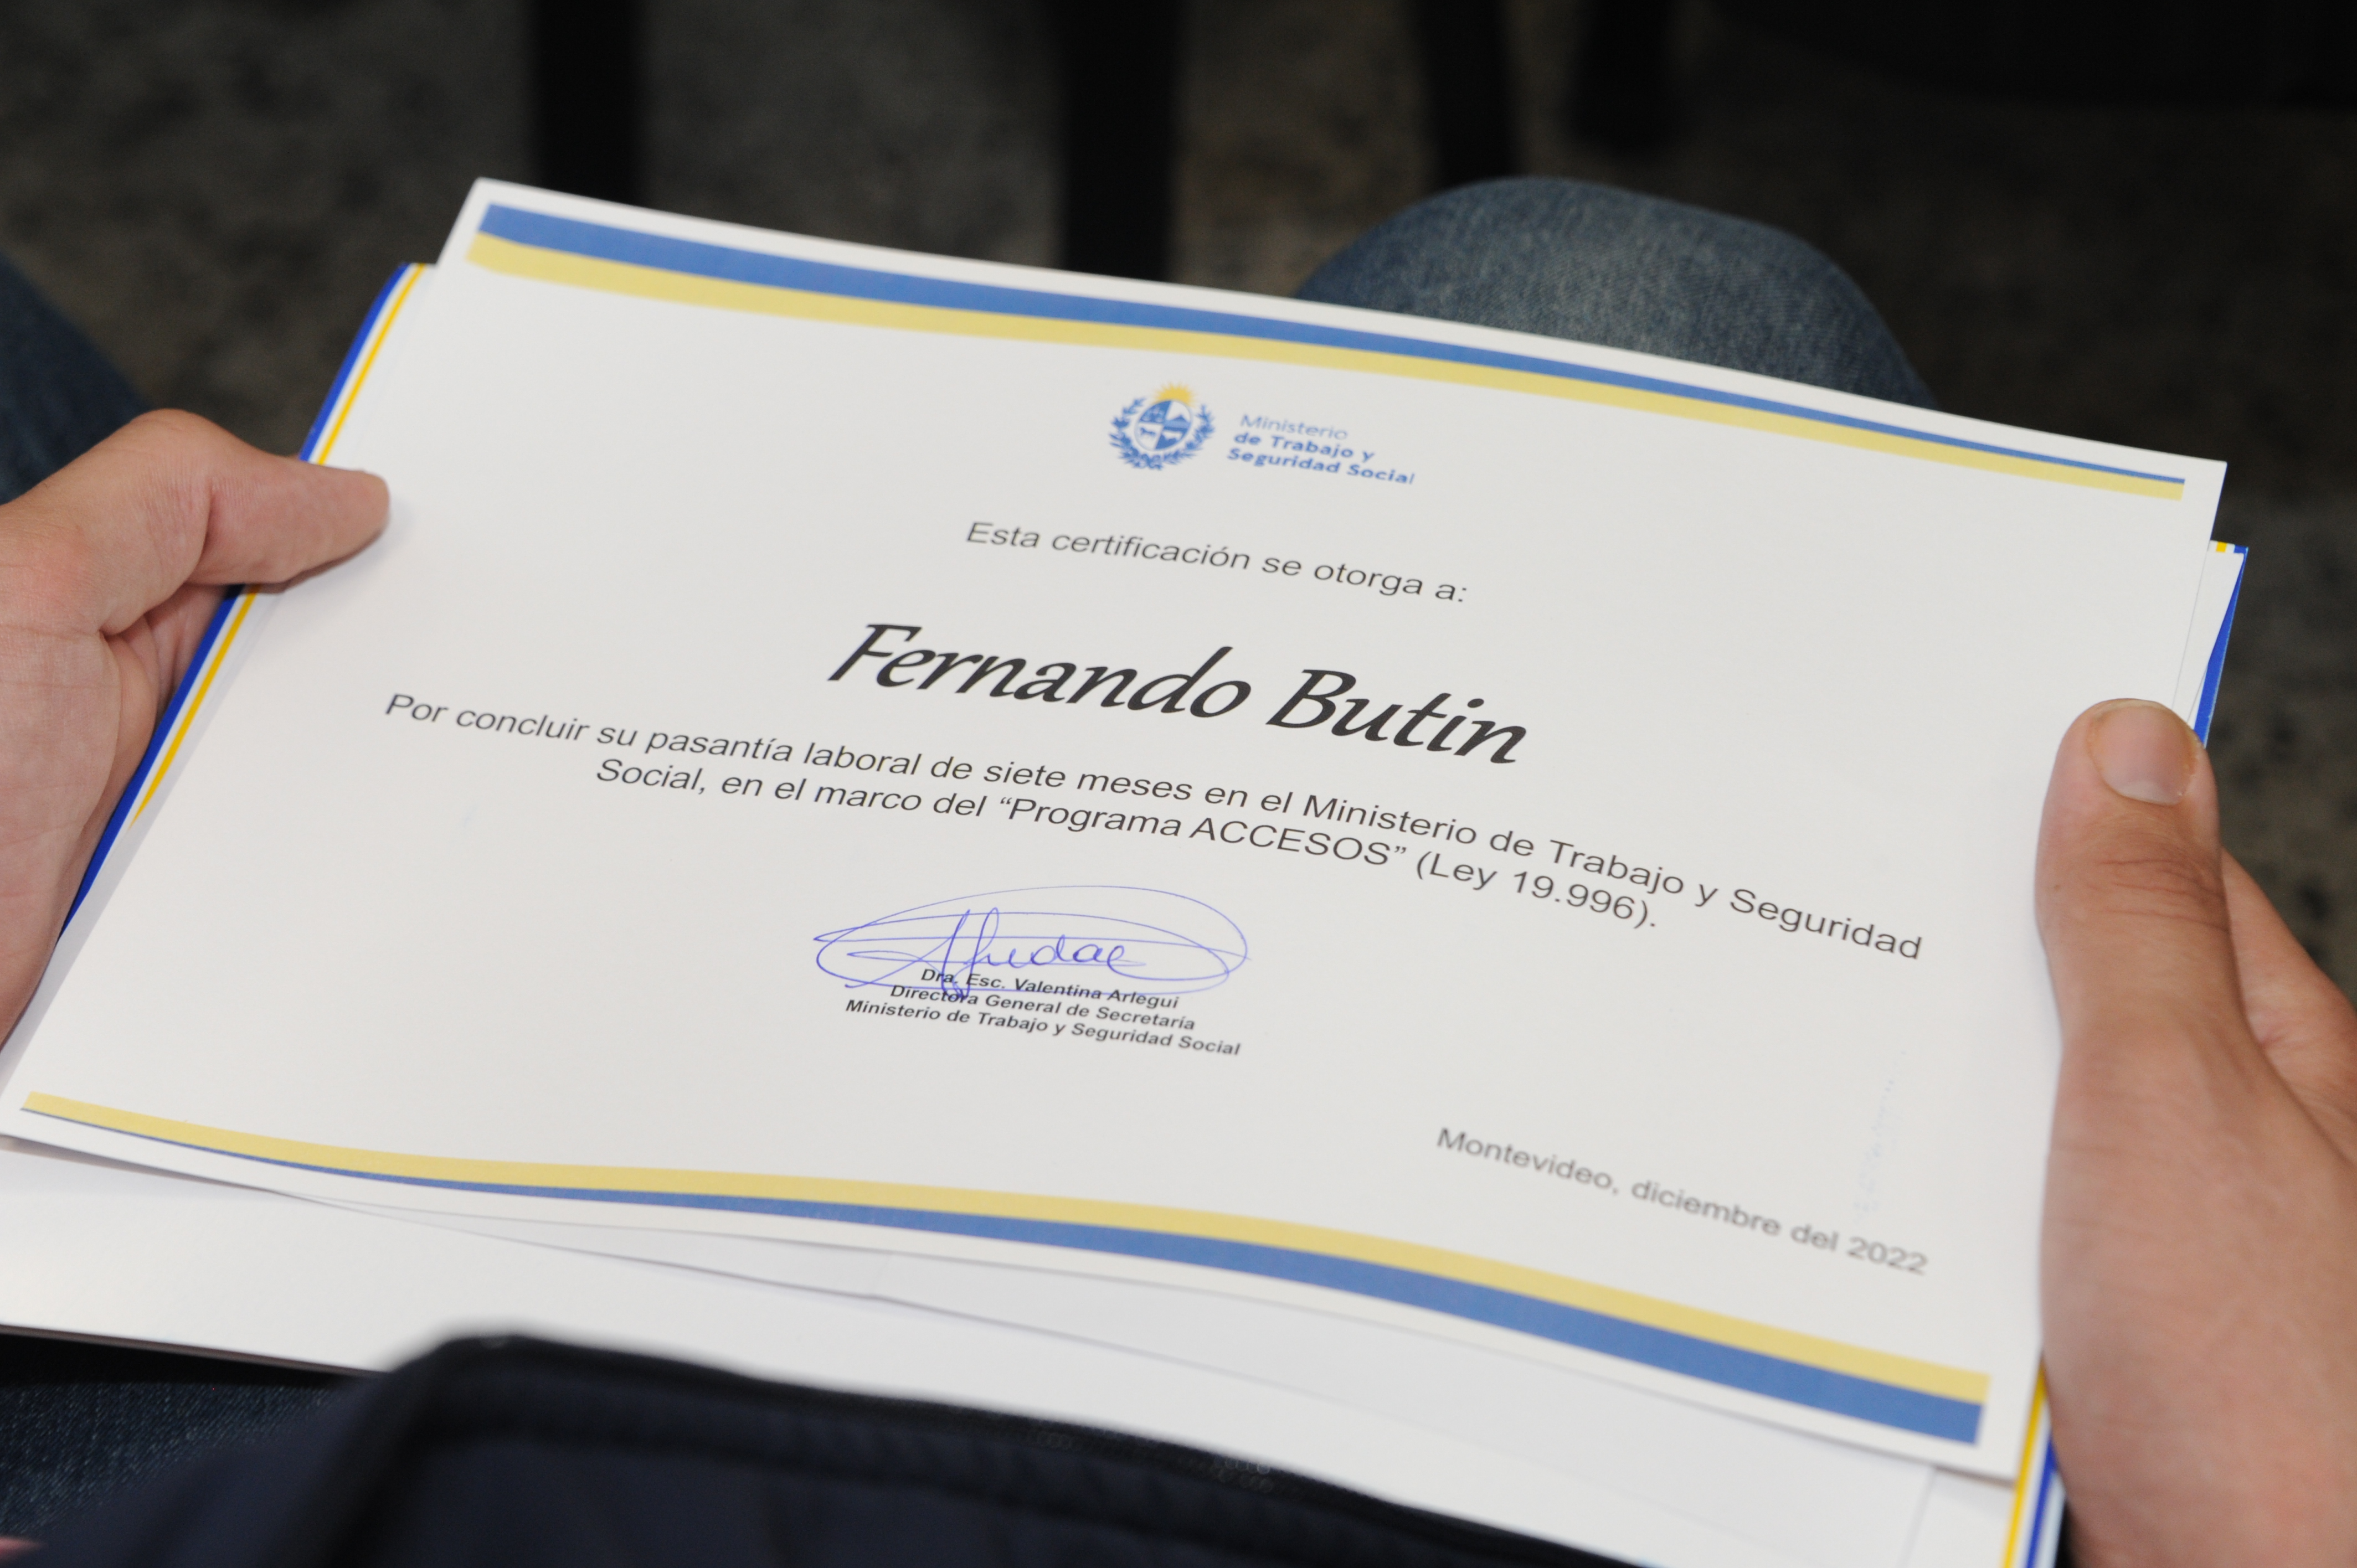 Ministerio
de Trabajo y
Seguridad Social
Esta certificación se otorga a:
Fernando Butin
Por concluir su pasantía laboral de siete meses en el Ministerio de Trabajo y Seguridad
Social, en el marco del “Programa ACCESOS” (Ley 19.996).
Dra. Esc. Valentina Arlegui
Directora General de Secretaría
Ministerio de Trabajo y Seguridad Social
Montevideo, diciembre del 2022